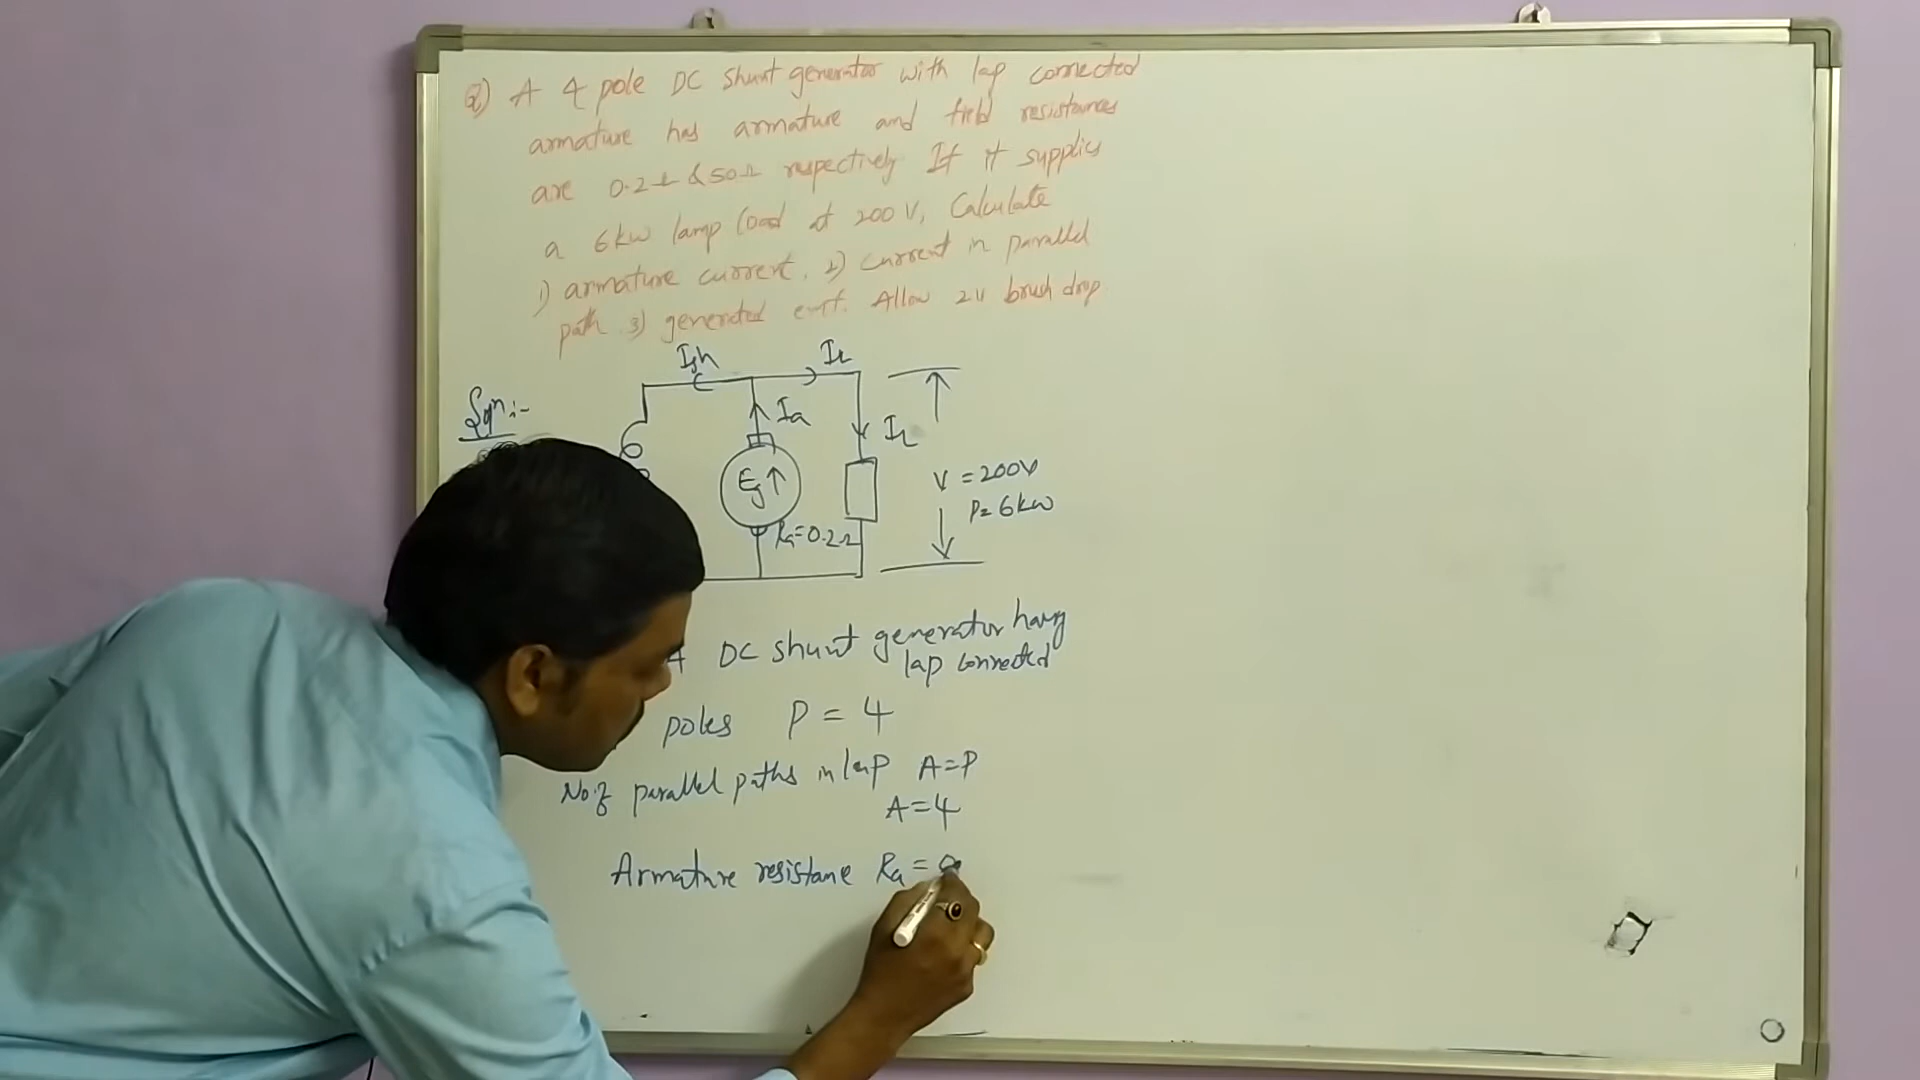 Q) A 4 pole DC shunt generator with lap connected
armature has armature and field resistances
are 0.2Ω & 50Ω respectively If it supplies
a 6kw lamp load at 200 V, Calculate
1) armature current. 2) current in parallel
path. 3) generated emf. Allow 2V brush drop.
Ish
IL
Soln:-
Ia
IL
Eg
V = 200V
P= 6kw
Ra=0.2Ω
A DC shunt generator having
lap connected
poles P = 4
No.of parallel paths in lap A=P
A=4
Armature resistane Ra = 0